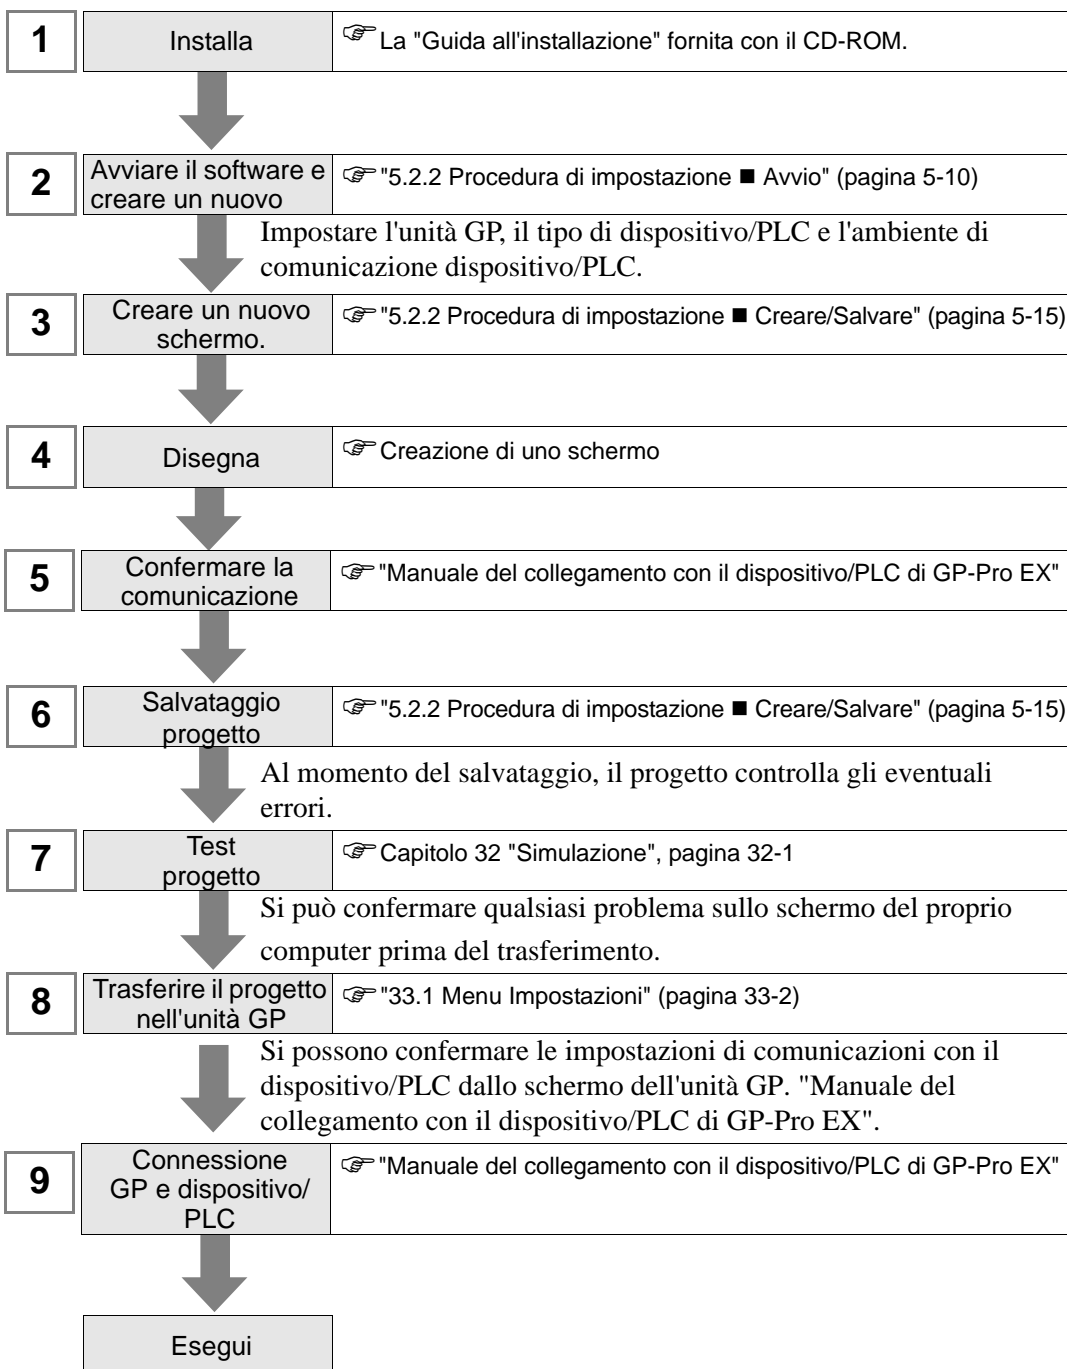 1
Installa
☞ La "Guida all'installazione" fornita con il CD-ROM.
2
Avviare il software e
creare un nuovo
☞ "5.2.2 Procedura di impostazione ■ Avvio" (pagina 5-10)
Impostare l'unità GP, il tipo di dispositivo/PLC e l'ambiente di
comunicazione dispositivo/PLC.
3
Creare un nuovo
schermo.
☞ "5.2.2 Procedura di impostazione ■ Creare/Salvare" (pagina 5-15)
4
Disegna
☞ Creazione di uno schermo
5
Confermare la
comunicazione
☞ "Manuale del collegamento con il dispositivo/PLC di GP-Pro EX"
6
Salvataggio
progetto
☞ "5.2.2 Procedura di impostazione ■ Creare/Salvare" (pagina 5-15)
Al momento del salvataggio, il progetto controlla gli eventuali
errori.
7
Test
progetto
☞ Capitolo 32 "Simulazione", pagina 32-1
Si può confermare qualsiasi problema sullo schermo del proprio
computer prima del trasferimento.
8
Trasferire il progetto
nell'unità GP
☞ "33.1 Menu Impostazioni" (pagina 33-2)
Si possono confermare le impostazioni di comunicazioni con il
dispositivo/PLC dallo schermo dell'unità GP. "Manuale del
collegamento con il dispositivo/PLC di GP-Pro EX".
9
Connessione
GP e dispositivo/
PLC
☞ "Manuale del collegamento con il dispositivo/PLC di GP-Pro EX"
Esegui